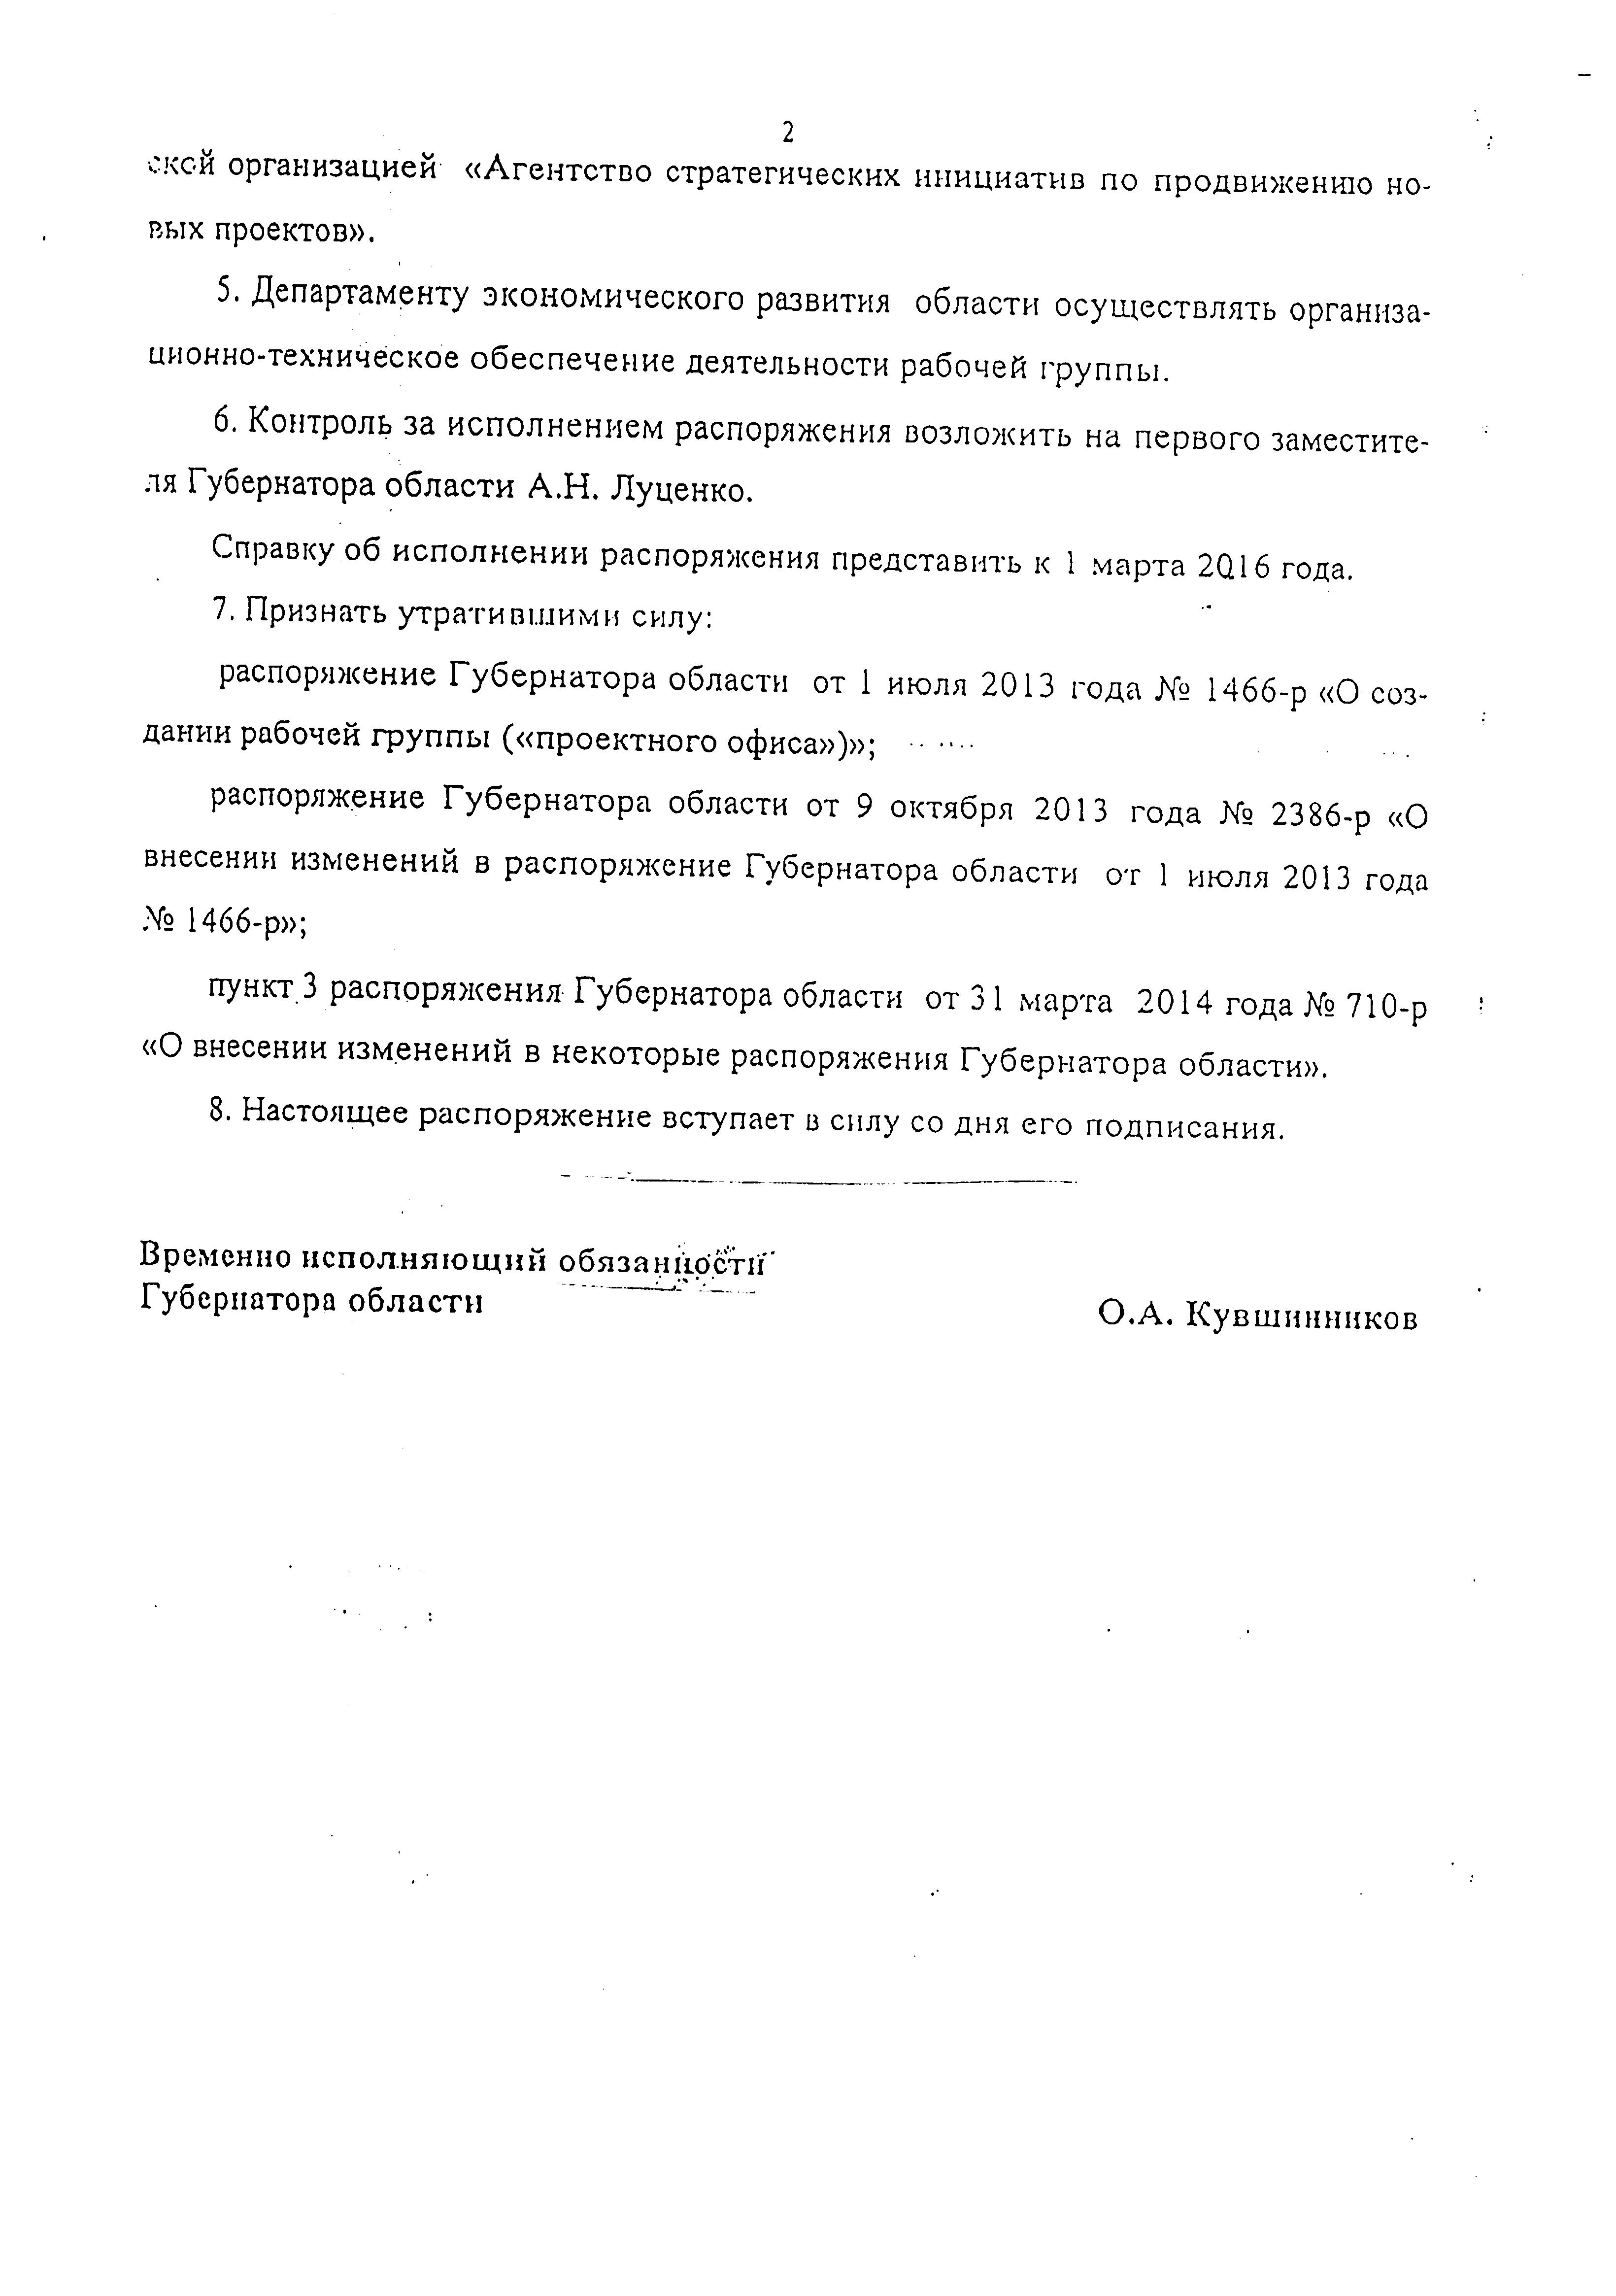 2
ской организацией «Агентство стратегических инициатив по продвижению но-
вых проектов».
5. Департаменту экономического развития области осуществлять организа-
ционно-техническое обеспечение деятельности рабочей группы.
6. Контроль за исполнением распоряжения возложить на первого заместите-
ля Губернатора области А.Н. Луценко.
Справку об исполнении распоряжения представить к 1 марта 2016 года.
7. Признать утратившими силу:
распоряжение Губернатора области от 1 июля 2013 года № 1466-р «О соз-
дании рабочей группы («проектного офиса»)»;
распоряжение Губернатора области от 9 октября 2013 года № 2386-р «О
внесении изменений в распоряжение Губернатора области от 1 июля 2013 года
№ 1466-р»;
пункт 3 распоряжения Губернатора области от 31 марта 2014 года № 710-р
«О внесении изменений в некоторые распоряжения Губернатора области».
8. Настоящее распоряжение вступает в силу со дня его подписания.
Временно исполняющий обязанности
Губернатора области
О.А. Кувшинников